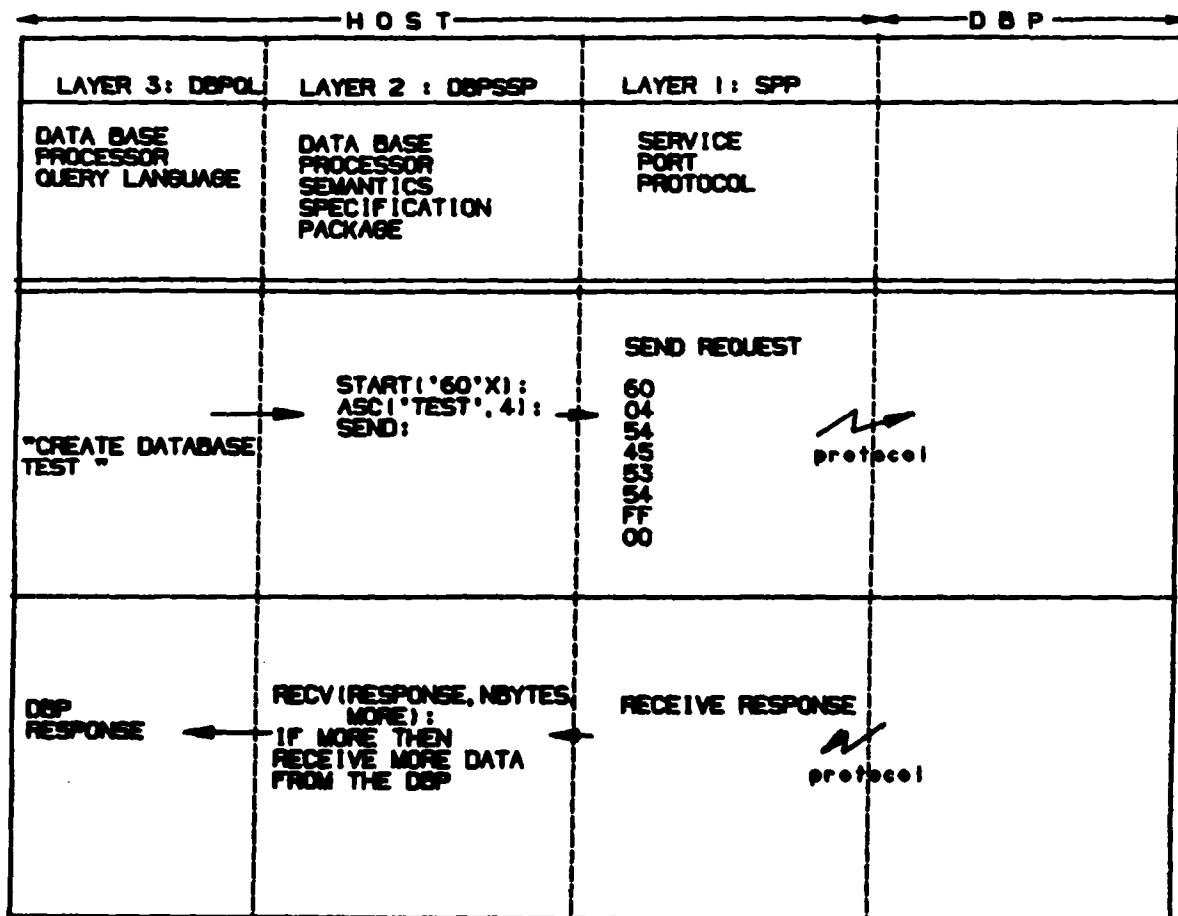 HOST DBP
LAYER 3: DBPQL LAYER 2 : DBPSSP LAYER 1: SPP
DATA BASE
PROCESSOR
QUERY LANGUAGE
DATA BASE
PROCESSOR
SEMANTICS
SPECIFICATION
PACKAGE
SERVICE
PORT
PROTOCOL
"CREATE DATABASE
TEST "
START('60'X);
ASC('TEST',4);
SEND;
SEND REQUEST
60
04
54
45
53
54
FF
00
protocol
DBP
RESPONSE
RECV(RESPONSE,NBYTES,
MORE);
IF MORE THEN
RECEIVE MORE DATA
FROM THE DBP
RECEIVE RESPONSE
protocol